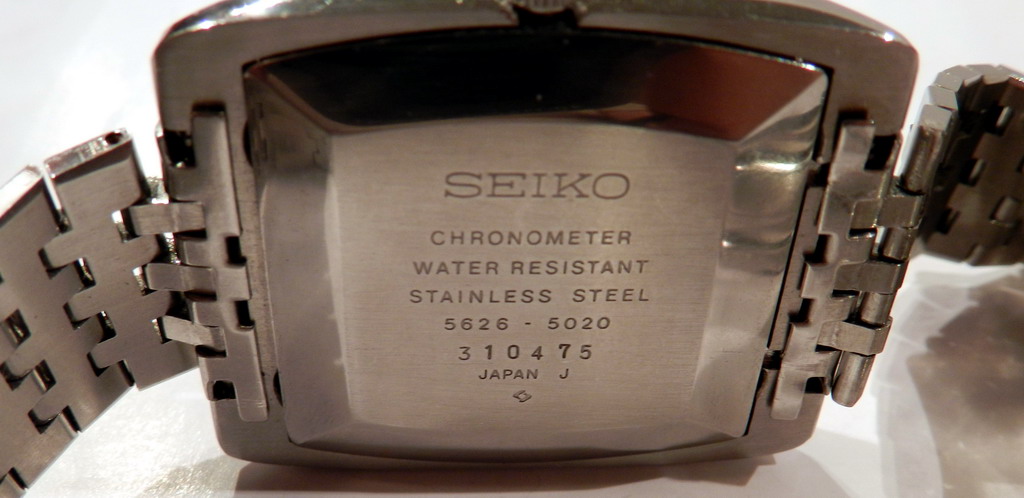 SEIKO
CHRONOMETER
WATER RESISTANT
STAINLESS STEEL
5626 - 5020
310475
JAPAN J